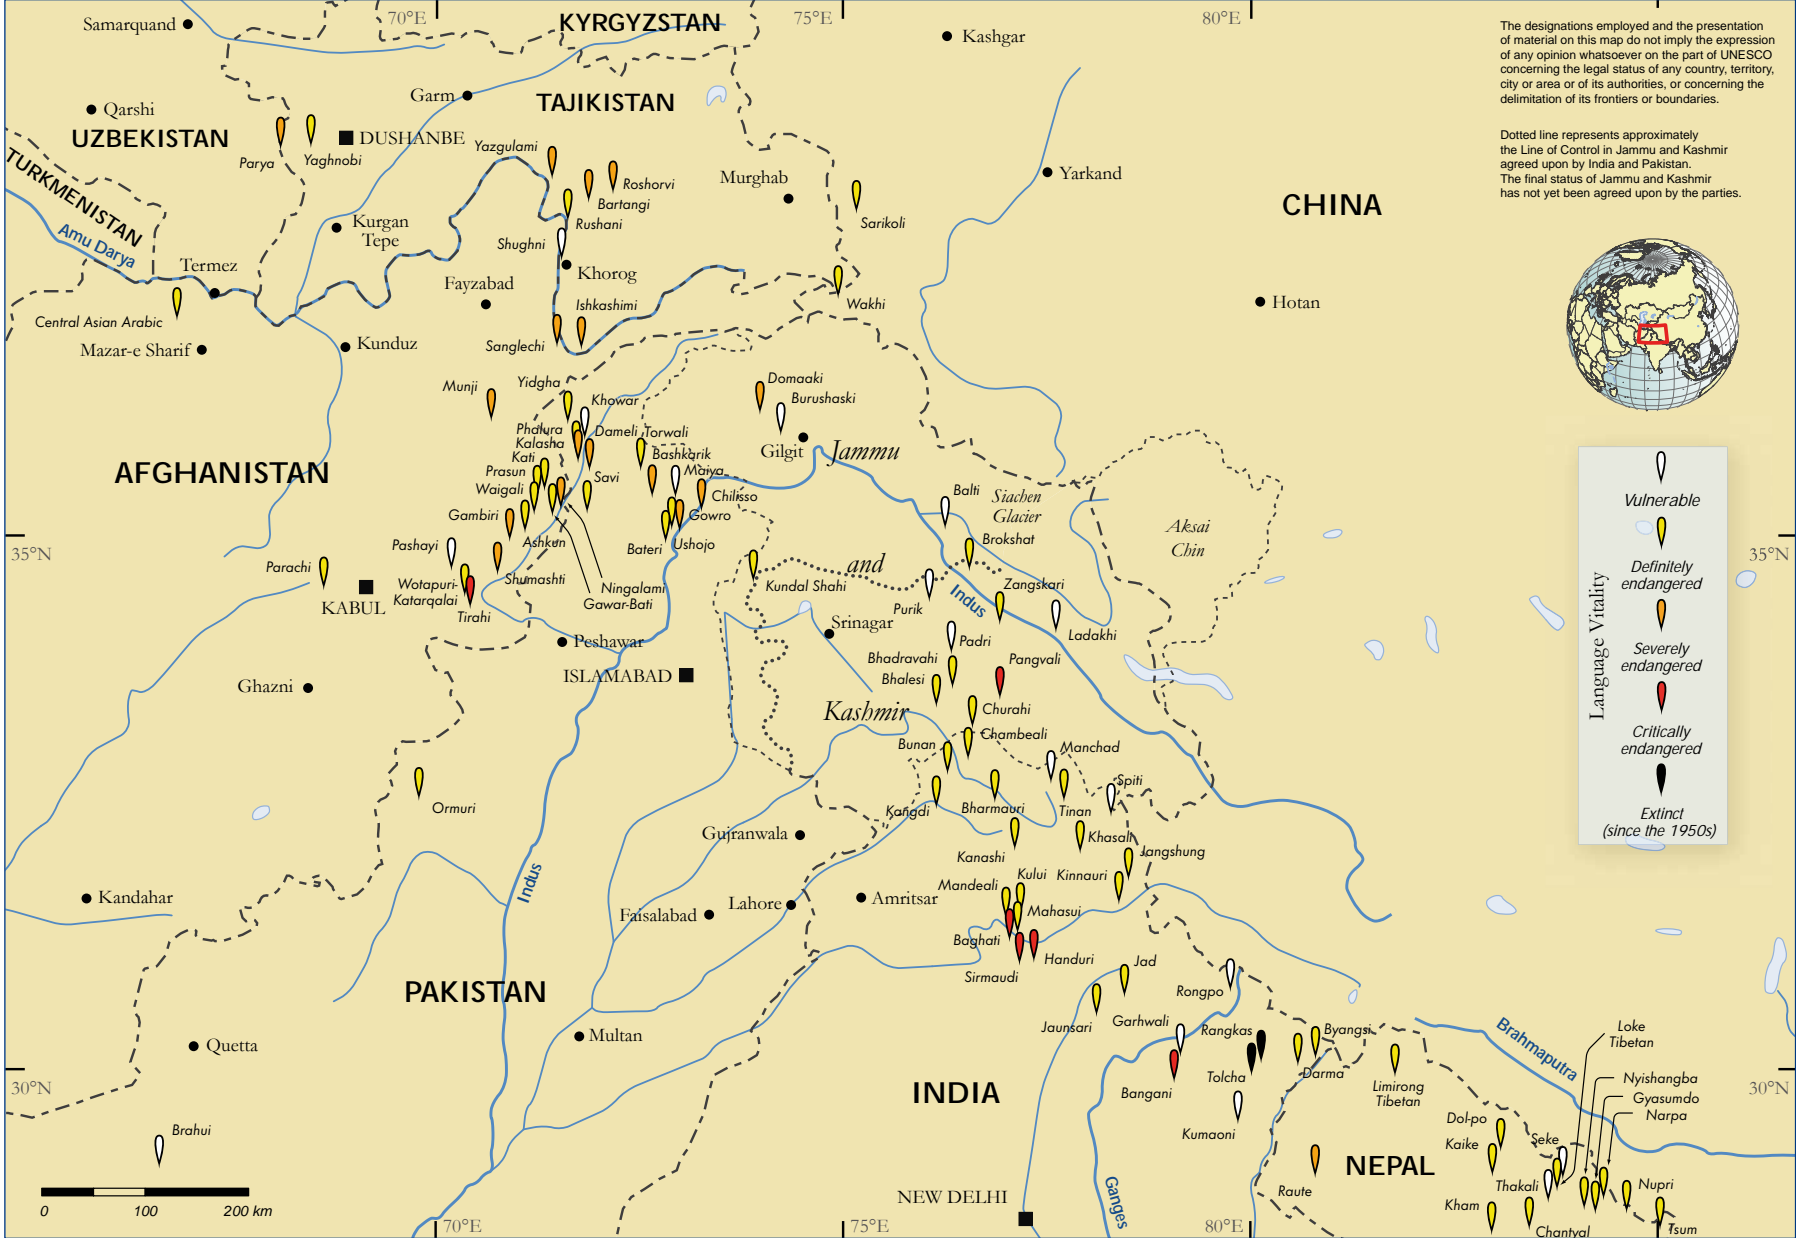 70°E
75°E
80°E
KYRGYZSTAN
Samarquand
Kashgar
The designations employed and the presentation
of material on this map do not imply the expression
of any opinion whatsoever on the part of UNESCO
concerning the legal status of any country, territory,
city or area or of its authorities, or concerning the
delimitation of its frontiers or boundaries.
Dotted line represents approximately
the Line of Control in Jammu and Kashmir
agreed upon by India and Pakistan.
The final status of Jammu and Kashmir
has not yet been agreed upon by the parties.
Garm
TAJIKISTAN
Qarshi
UZBEKISTAN
DUSHANBE
Parya
Yaghnobi
Yazgulami
Roshorvi
Bartangi
Rushani
Murghab
Yarkand
Sarikoli
CHINA
TURKMENISTAN
Amu Darya
Kurgan
Tepe
Shughni
Khorog
Termez
Fayzabad
Ishkashimi
Wakhi
Hotan
Central Asian Arabic
Mazar-e Sharif
Kunduz
Sanglechi
Munji
Yidgha
Khowar
Domaaki
Burushaski
Gilgit
Jammu
Phalura
Kalasha
Dameli
Torwali
Kati
Bashkarik
Prasun
Savi
Maiya
Waigali
Chilisso
AFGHANISTAN
Gambiri
Gowro
Ashkun
Bateri
Ushojo
Balti
Siachen
Glacier
Aksai
Chin
Brokshat
35°N
35°N
Pashayi
Parachi
KABUL
Wotapuri-
Katarqalai
Shumashti
Tirahi
Ningalami
Gawar-Bati
Kundal Shahi
and
Purik
Indus
Zangskari
Ladakhi
Peshawar
Srinagar
Padri
ISLAMABAD
Bhadravahi
Bhalesi
Pangvali
Ghazni
Kashmir
Churahi
Chambeali
Bunan
Manchad
Spiti
Ormuri
Kangdi
Bharmauri
Tinan
Gujranwala
Kanashi
Khasali
Jangshung
Kandahar
Indus
Faisalabad
Lahore
Amritsar
Mandeali
Kului
Kinnauri
Mahasui
Baghati
Handuri
Sirmaudi
Jad
PAKISTAN
Rongpo
Jaunsari
Garhwali
Rangkas
Byangsi
Quetta
Multan
Tolcha
Darma
Bangani
Kumaoni
Limirong
Tibetan
Brahmaputra
Loke
Tibetan
Nyishangba
Gyasumdo
Narpa
30°N
30°N
INDIA
Brahui
Dol-po
Kaike
Seke
NEPAL
Raute
Thakali
Nupri
Kham
Chantyal
Tsum
NEW DELHI
Ganges
0
100
200 km
70°E
75°E
80°E
Language Vitality
Vulnerable
Definitely
endangered
Severely
endangered
Critically
endangered
Extinct
(since the 1950s)